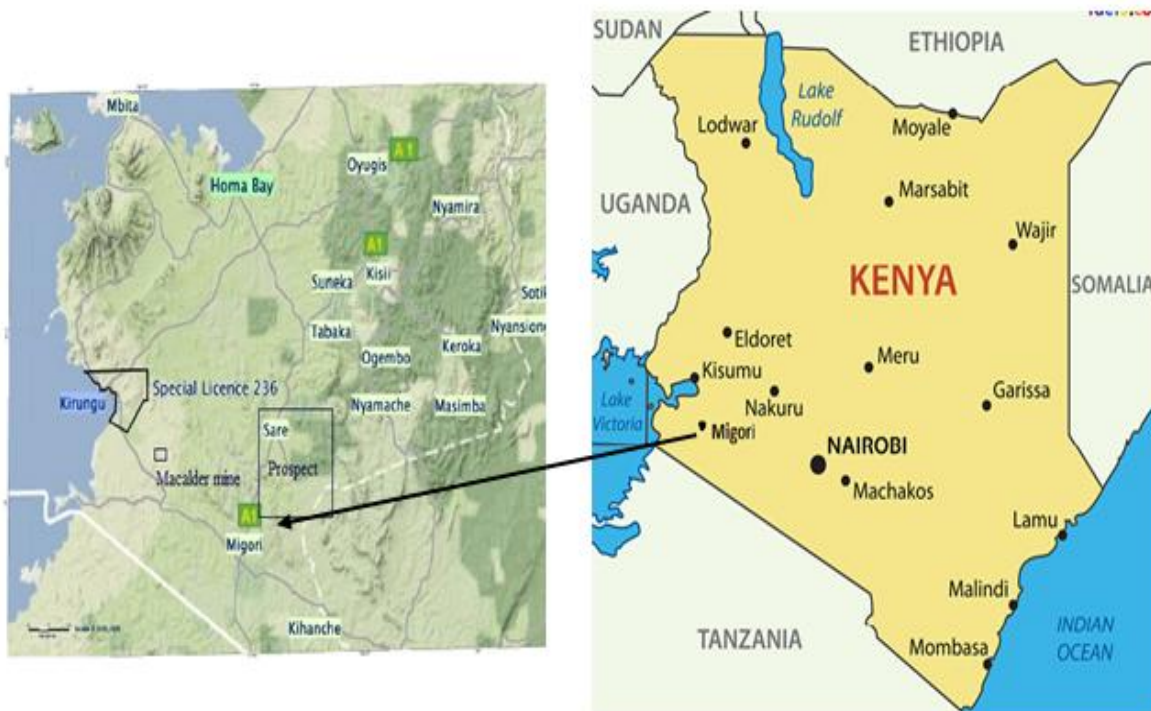 Mbita
A1
Oyugis
Homa Bay
Nyamira
A1
Kisii
Suneka
Sotik
Tabaka
Nyansiong
Keroka
Ogembo
Special Licence 236
Kirungu
Nyamache
Masimba
Sare
Macalder mine
Prospect
A1
Migori
Kihanche
SUDAN
ETHIOPIA
Lake
Rudolf
Lodwar
Moyale
UGANDA
Marsabit
Wajir
KENYA
SOMALIA
Eldoret
Meru
Kisumu
Garissa
Nakuru
Lake
Victoria
Migori
NAIROBI
Machakos
Lamu
Malindi
TANZANIA
INDIAN
OCEAN
Mombasa